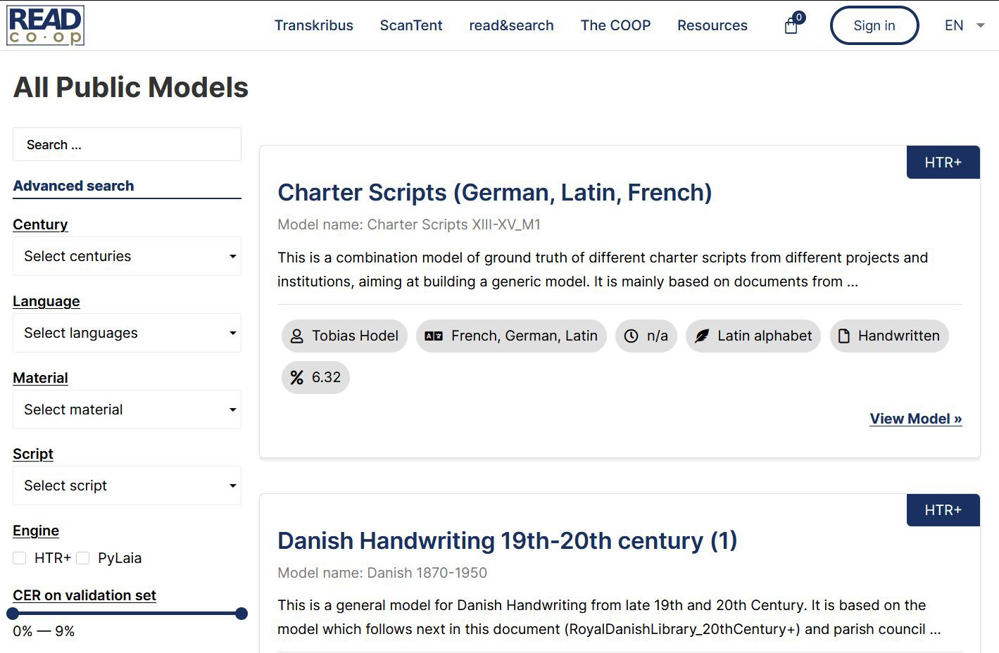 READ
co·op
Transkribus
ScanTent
read&search
The COOP
Resources
0
Sign in
EN
All Public Models
Search ...
Advanced search
Century
Select centuries
Language
Select languages
Material
Select material
Script
Select script
Engine
HTR+ PyLaia
CER on validation set
0% — 9%
HTR+
Charter Scripts (German, Latin, French)
Model name: Charter Scripts XIII-XV_M1
This is a combination model of ground truth of different charter scripts from different projects and
institutions, aiming at building a generic model. It is mainly based on documents from ...
Tobias Hodel
French, German, Latin
n/a
Latin alphabet
Handwritten
% 6.32
View Model »
HTR+
Danish Handwriting 19th-20th century (1)
Model name: Danish 1870-1950
This is a general model for Danish Handwriting from late 19th and 20th Century. It is based on the
model which follows next in this document (RoyalDanishLibrary_20thCentury+) and parish council ...